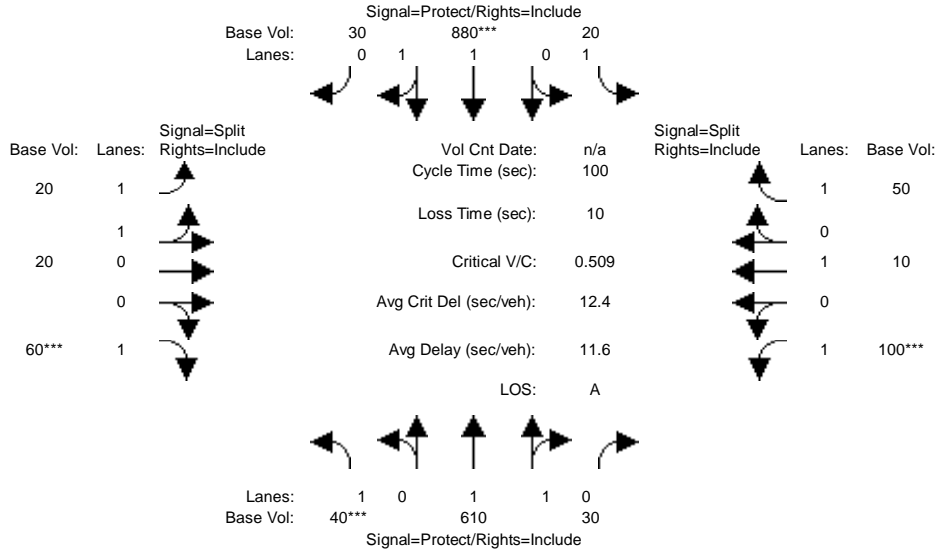 Signal=Protect/Rights=Include
Base Vol: 30 880*** 20
Lanes: 0 1 1 0 1
Signal=Split
Base Vol: Lanes: Rights=Include
Vol Cnt Date: n/a
Signal=Split
Rights=Include Lanes: Base Vol:
Cycle Time (sec): 100
20 1
1 50
Loss Time (sec): 10
1
0
20 0
Critical V/C: 0.509
1 10
0
Avg Crit Del (sec/veh): 12.4
0
60*** 1
Avg Delay (sec/veh): 11.6
1 100***
LOS: A
Lanes: 1 0 1 1 0
Base Vol: 40*** 610 30
Signal=Protect/Rights=Include